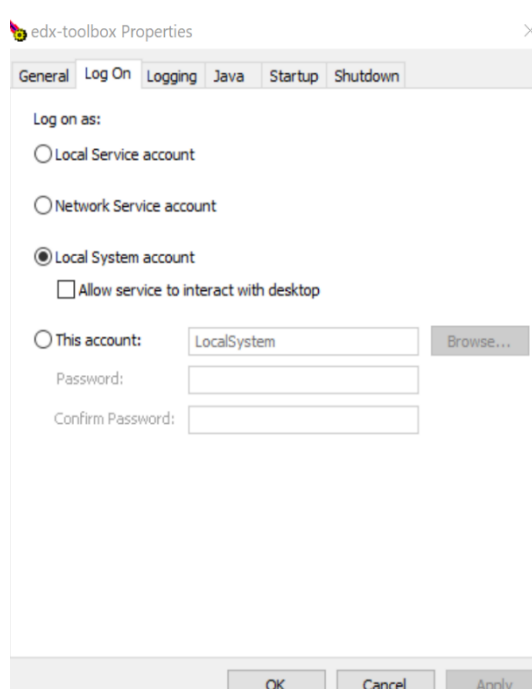 edx-toolbox Properties
General Log On Logging Java Startup Shutdown
Log on as:
Local Service account
Network Service account
Local System account
Allow service to interact with desktop
This account: LocalSystem Browse...
Password:
Confirm Password:
OK Cancel Apply